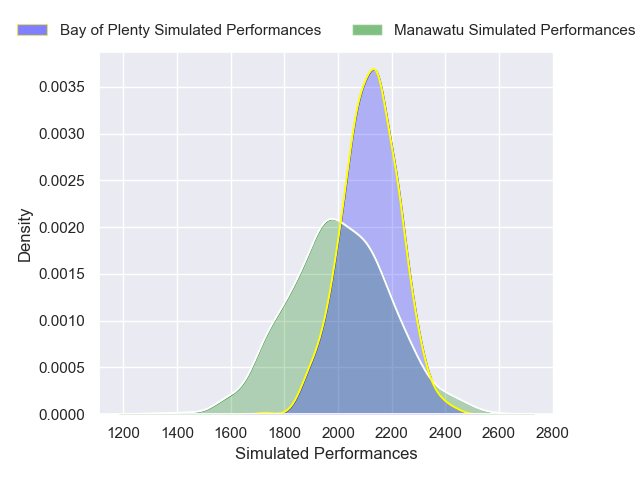 Bay of Plenty Simulated Performances Manawatu Simulated Performances
0.0035
0.0030
0.0025
0.0020
0.0015
0.0010
0.0005
0.0000
Density
1200 1400 1600 1800 2000 2200 2400 2600 2800
Simulated Performances